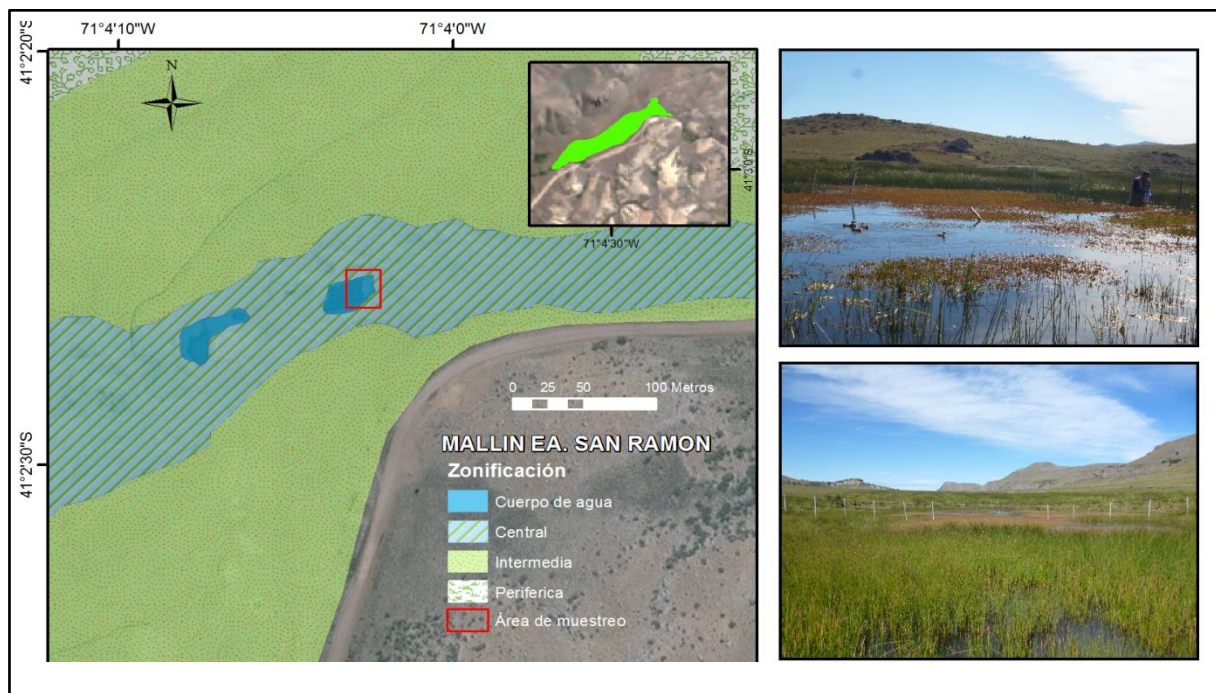 71°4'10"W
71°4'0"W
41°2'20"S
N
41°3'0"S
71°4'30"W
41°2'30"S
0 25 50 100 Metros
MALLIN EA. SAN RAMON
Zonificación
Cuerpo de agua
Central
Intermedia
Periferica
Área de muestreo